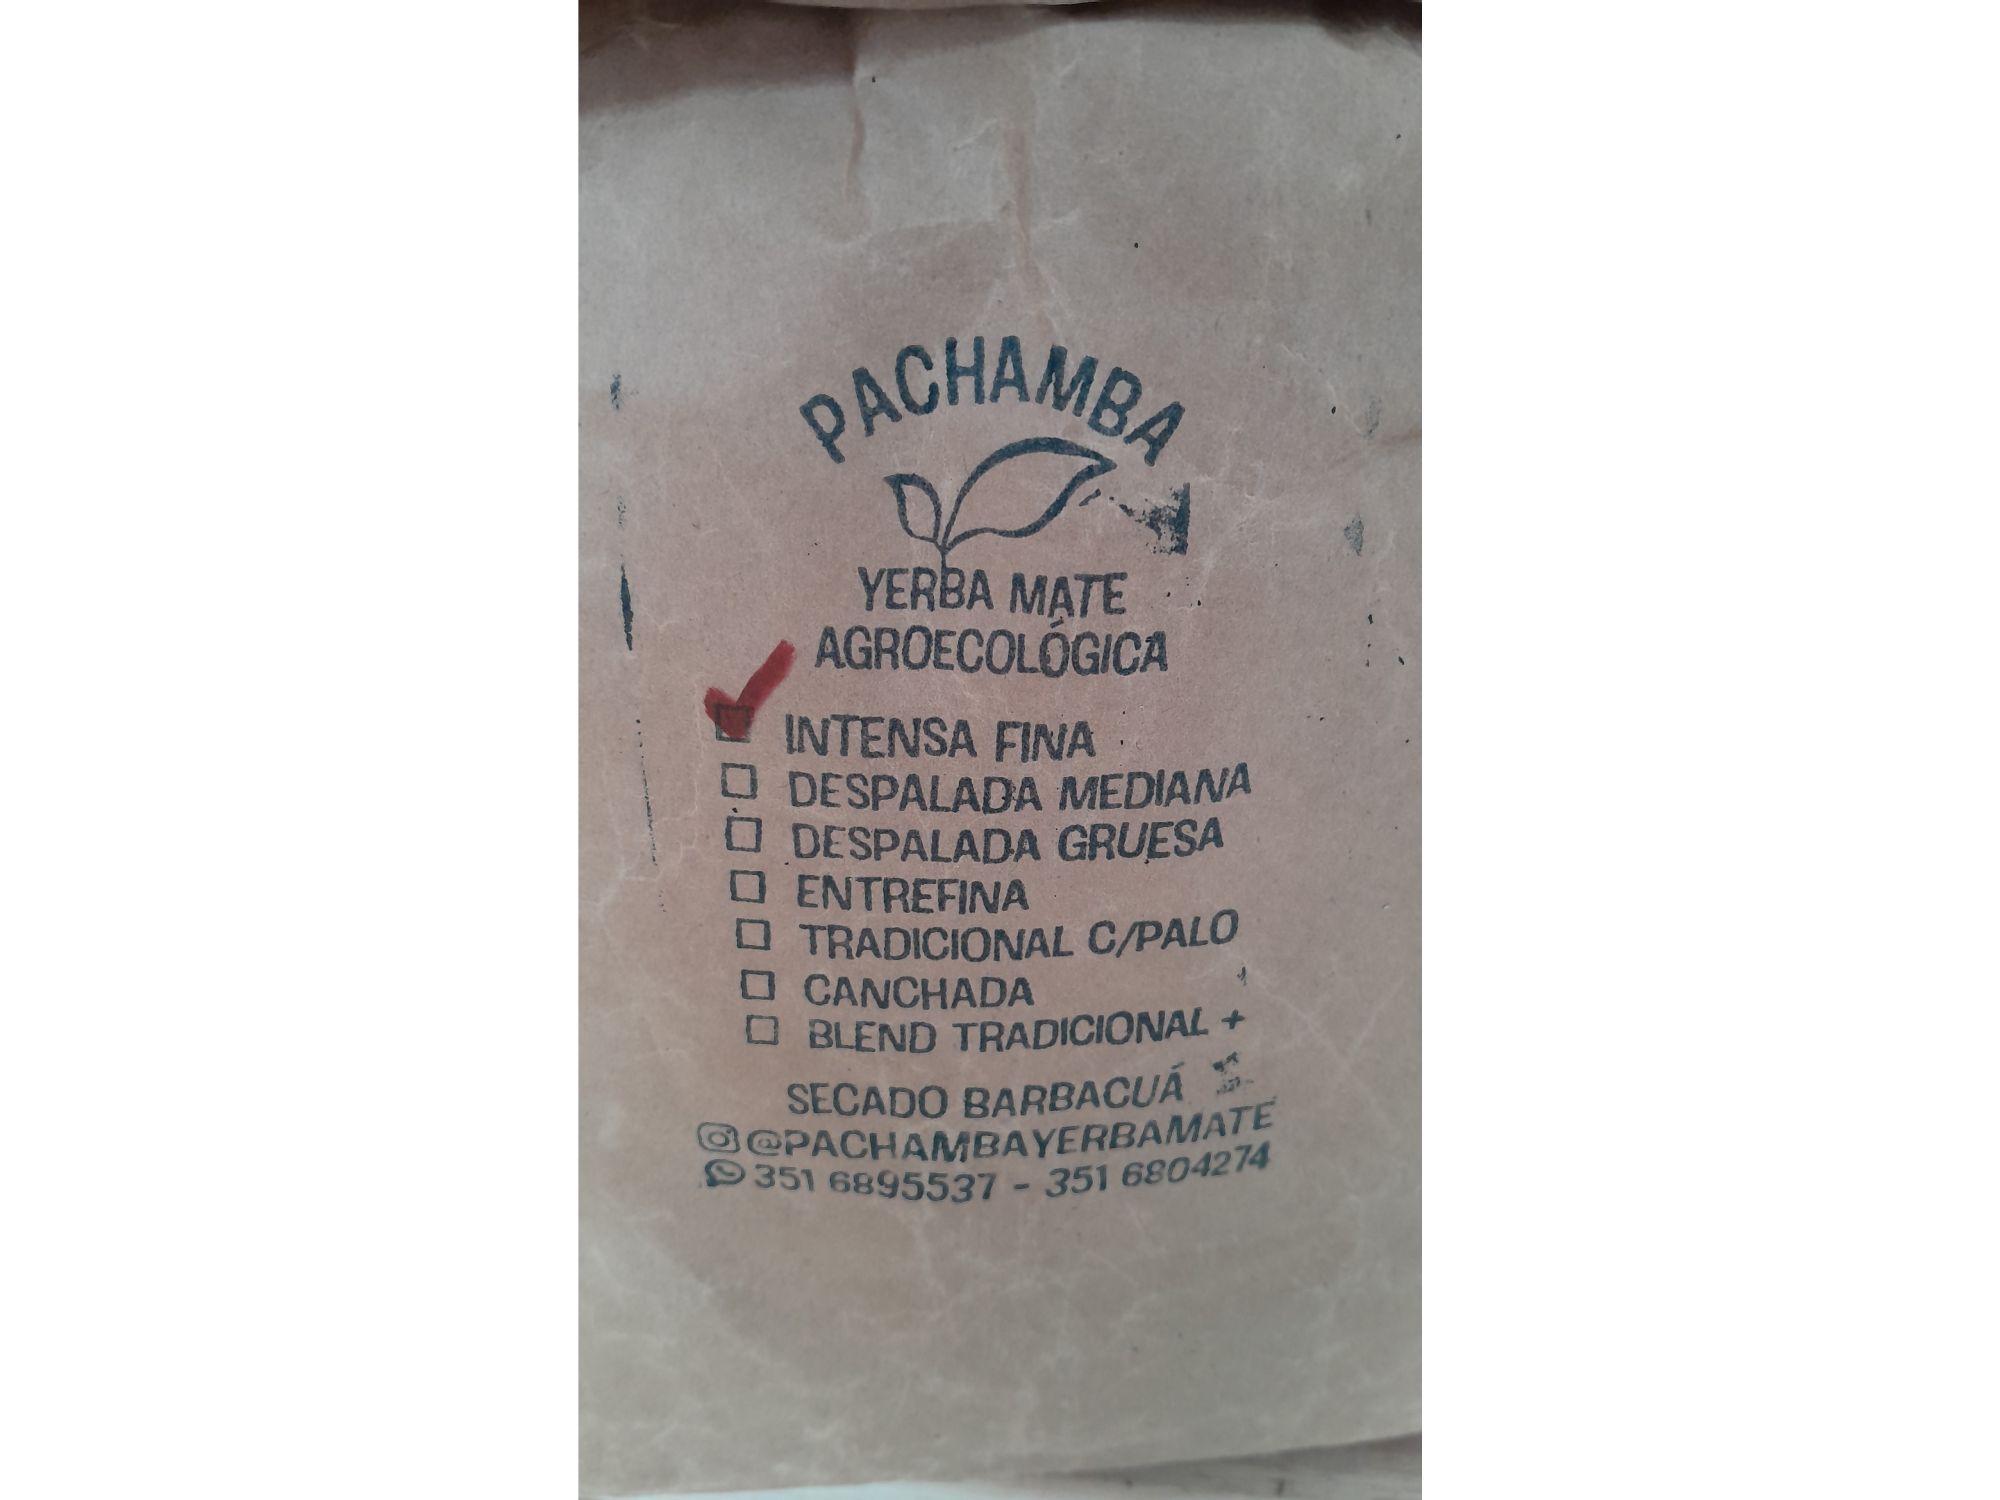 PACHAMBA
YERBA MATE
AGROECOLÓGICA
INTENSA FINA
DESPALADA MEDIANA
DESPALADA GRUESA
ENTREFINA
TRADICIONAL C/PALO
CANCHADA
BLEND TRADICIONAL +
SECADO BARBACUÁ
@PACHAMBAYERBAMATE
351 6895537 - 351 6804274